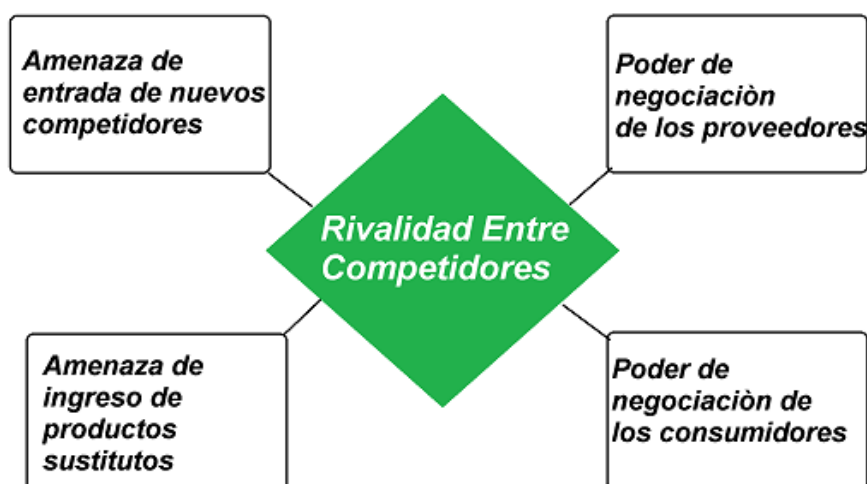 Amenaza de
entrada de nuevos
competidores
Poder de
negociaciòn
de los proveedores
Rivalidad Entre
Competidores
Amenaza de
ingreso de
productos
sustitutos
Poder de
negociaciòn de
los consumidores